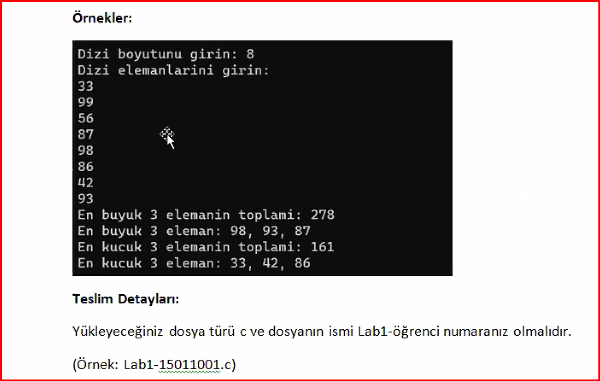 Örnekler:
Dizi boyutunu girin: 8
Dizi elemanlarini girin:
33
99
56
87
98
86
42
93
En buyuk 3 elemanin toplami: 278
En buyuk 3 eleman: 98, 93, 87
En kucuk 3 elemanin toplami: 161
En kucuk 3 eleman: 33, 42, 86
Teslim Detayları:
Yükleyeceğiniz dosya türü c ve dosyanın ismi Lab1-öğrenci numaranız olmalıdır.
(Örnek: Lab1-15011001.c)